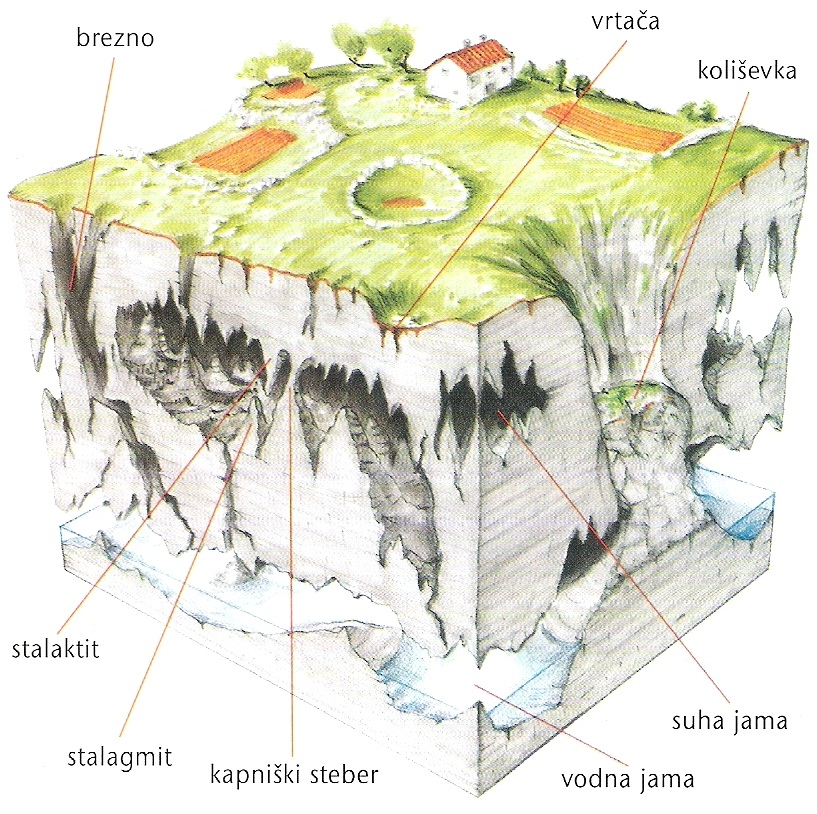 vrtača
brezno
koliševka
stalaktit
suha jama
stalagmit
kapniški steber
vodna jama